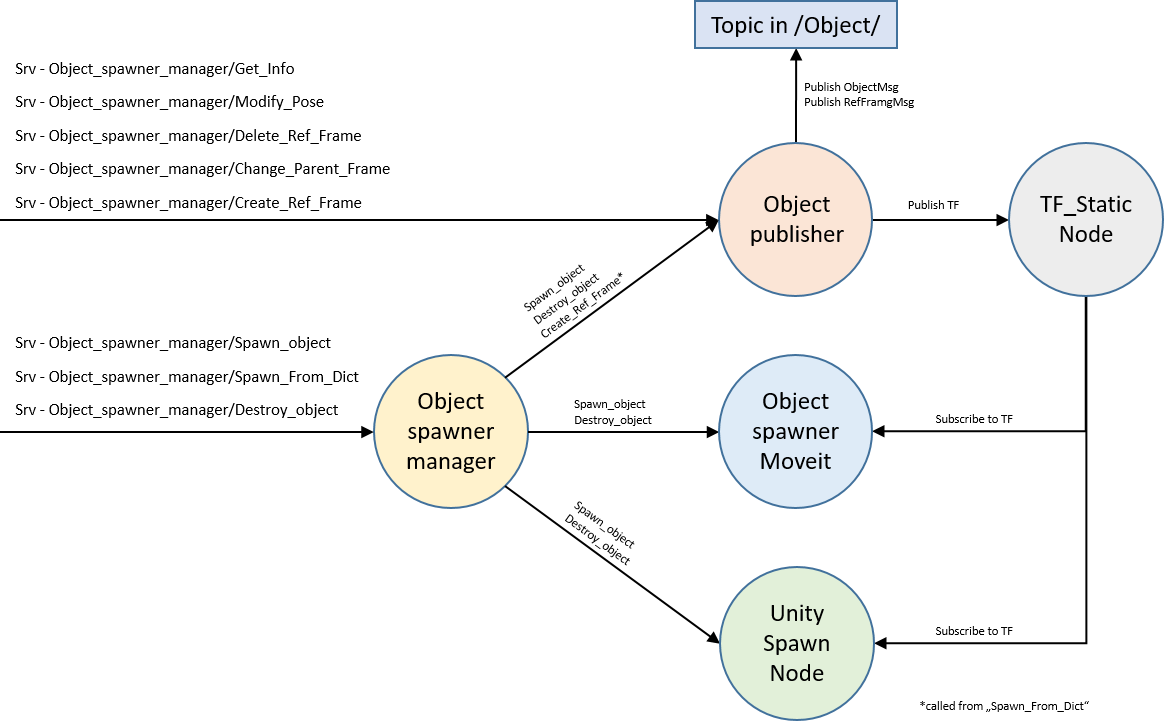 Topic in /Object/
Srv - Object_spawner_manager/Get_Info
Srv - Object_spawner_manager/Modify_Pose
Srv - Object_spawner_manager/Delete_Ref_Frame
Srv - Object_spawner_manager/Change_Parent_Frame
Srv - Object_spawner_manager/Create_Ref_Frame
Publish ObjectMsg
Publish RefFramgMsg
Object
publisher
Publish TF
TF_Static
Node
Spawn_object
Destroy_object
Create_Ref_Frame*
Srv - Object_spawner_manager/Spawn_object
Srv - Object_spawner_manager/Spawn_From_Dict
Srv - Object_spawner_manager/Destroy_object
Object
spawner
manager
Spawn_object
Destroy_object
Object
spawner
Moveit
Subscribe to TF
Spawn_object
Destroy_object
Unity
Spawn
Node
Subscribe to TF
*called from „Spawn_From_Dict“